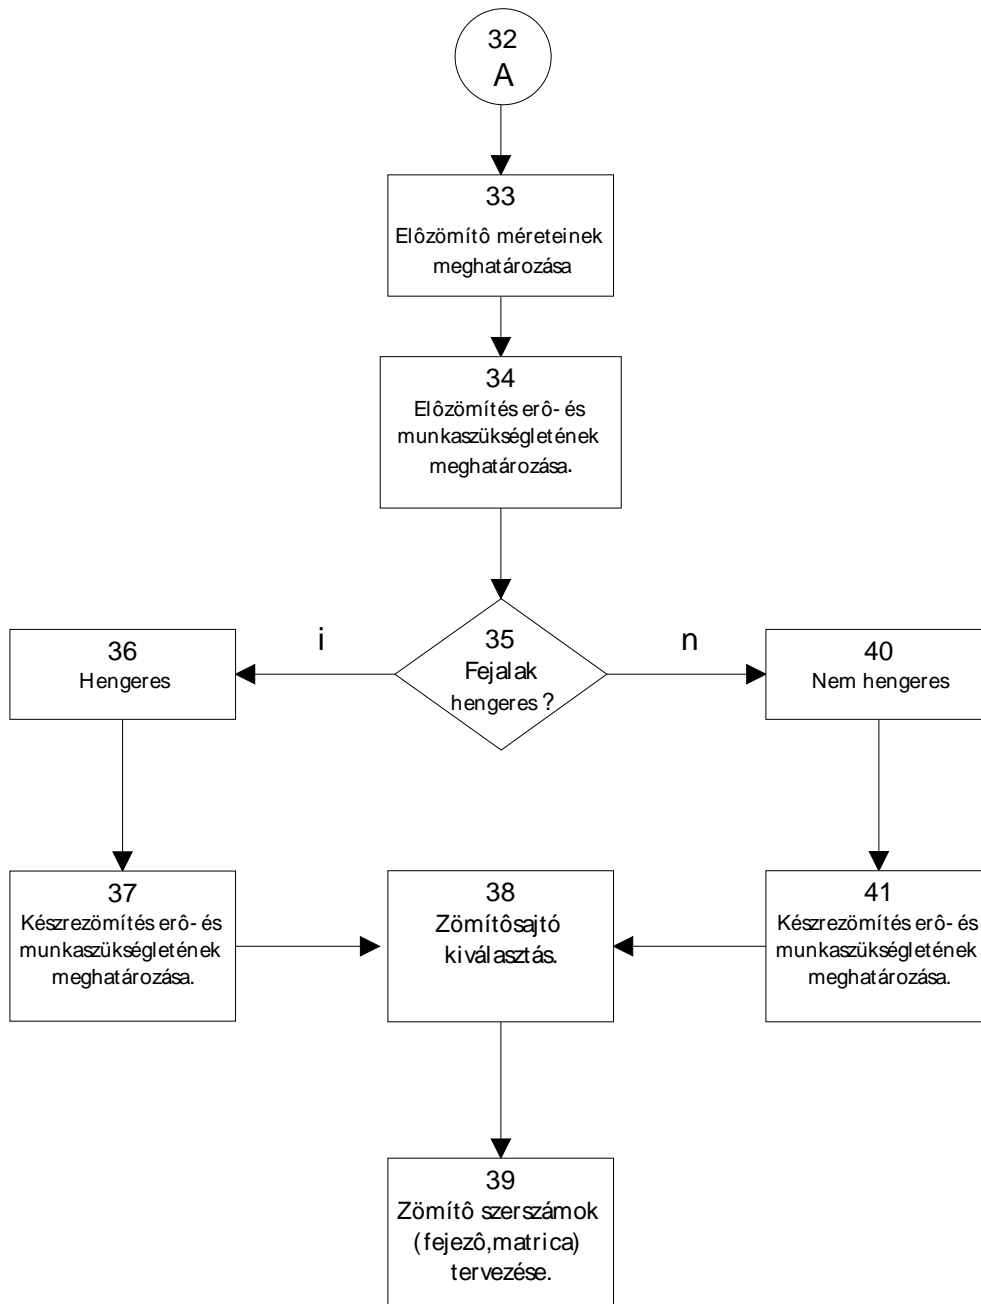 32
A
33
Elôzömítô méreteinek
meghatározása
34
Elôzömítés erô- és
munkaszükségletének
meghatározása.
35
Fejalak
hengeres ?
i
n
36
Hengeres
40
Nem hengeres
37
Készrezömítés erô- és
munkaszükségletének
meghatározása.
38
Zömítôsajtó
kiválasztás.
41
Készrezömítés erô- és
munkaszükségletének
meghatározása.
39
Zömítô szerszámok
(fejezô,matrica)
tervezése.